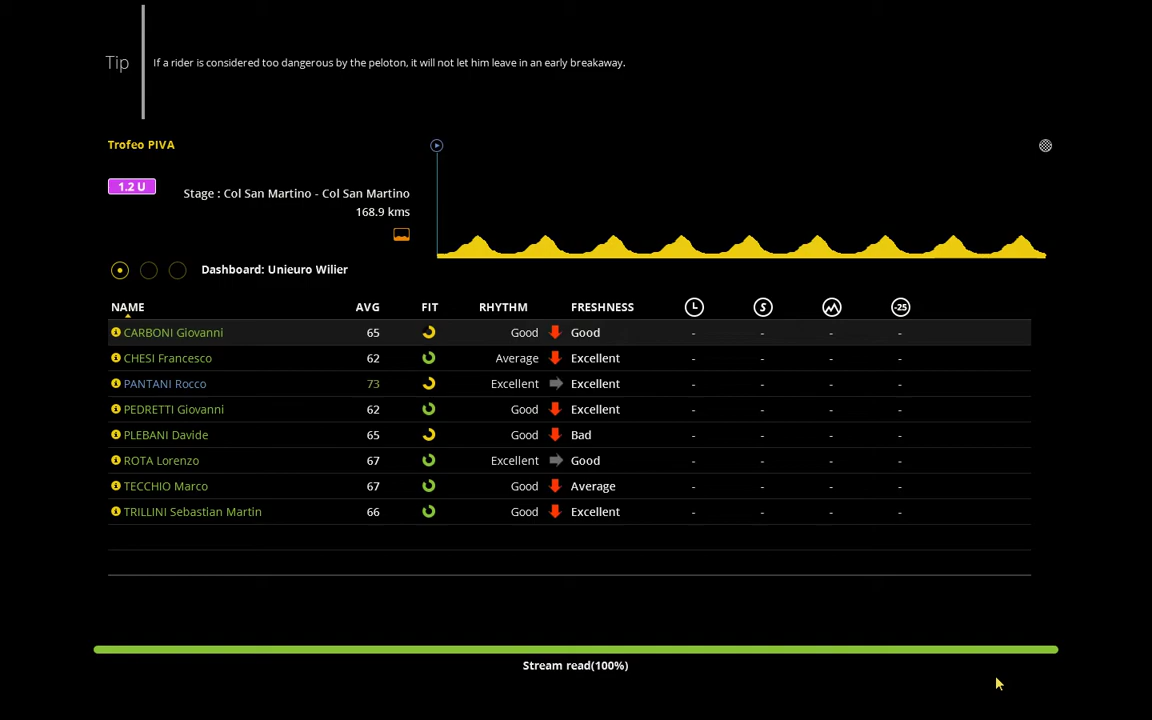 Tip
If a rider is considered too dangerous by the peloton, it will not let him leave in an early breakaway.
Trofeo PIVA
1.2 U
Stage : Col San Martino - Col San Martino
168.9 kms
Dashboard: Unieuro Wilier
NAME AVG FIT RHYTHM FRESHNESS S -25
CARBONI Giovanni 65 Good Good - - - -
CHESI Francesco 62 Average Excellent - - - -
PANTANI Rocco 73 Excellent Excellent - - - -
PEDRETTI Giovanni 62 Good Excellent - - - -
PLEBANI Davide 65 Good Bad - - - -
ROTA Lorenzo 67 Excellent Good - - - -
TECCHIO Marco 67 Good Average - - - -
TRILLINI Sebastian Martin 66 Good Excellent - - - -
Stream read(100%)